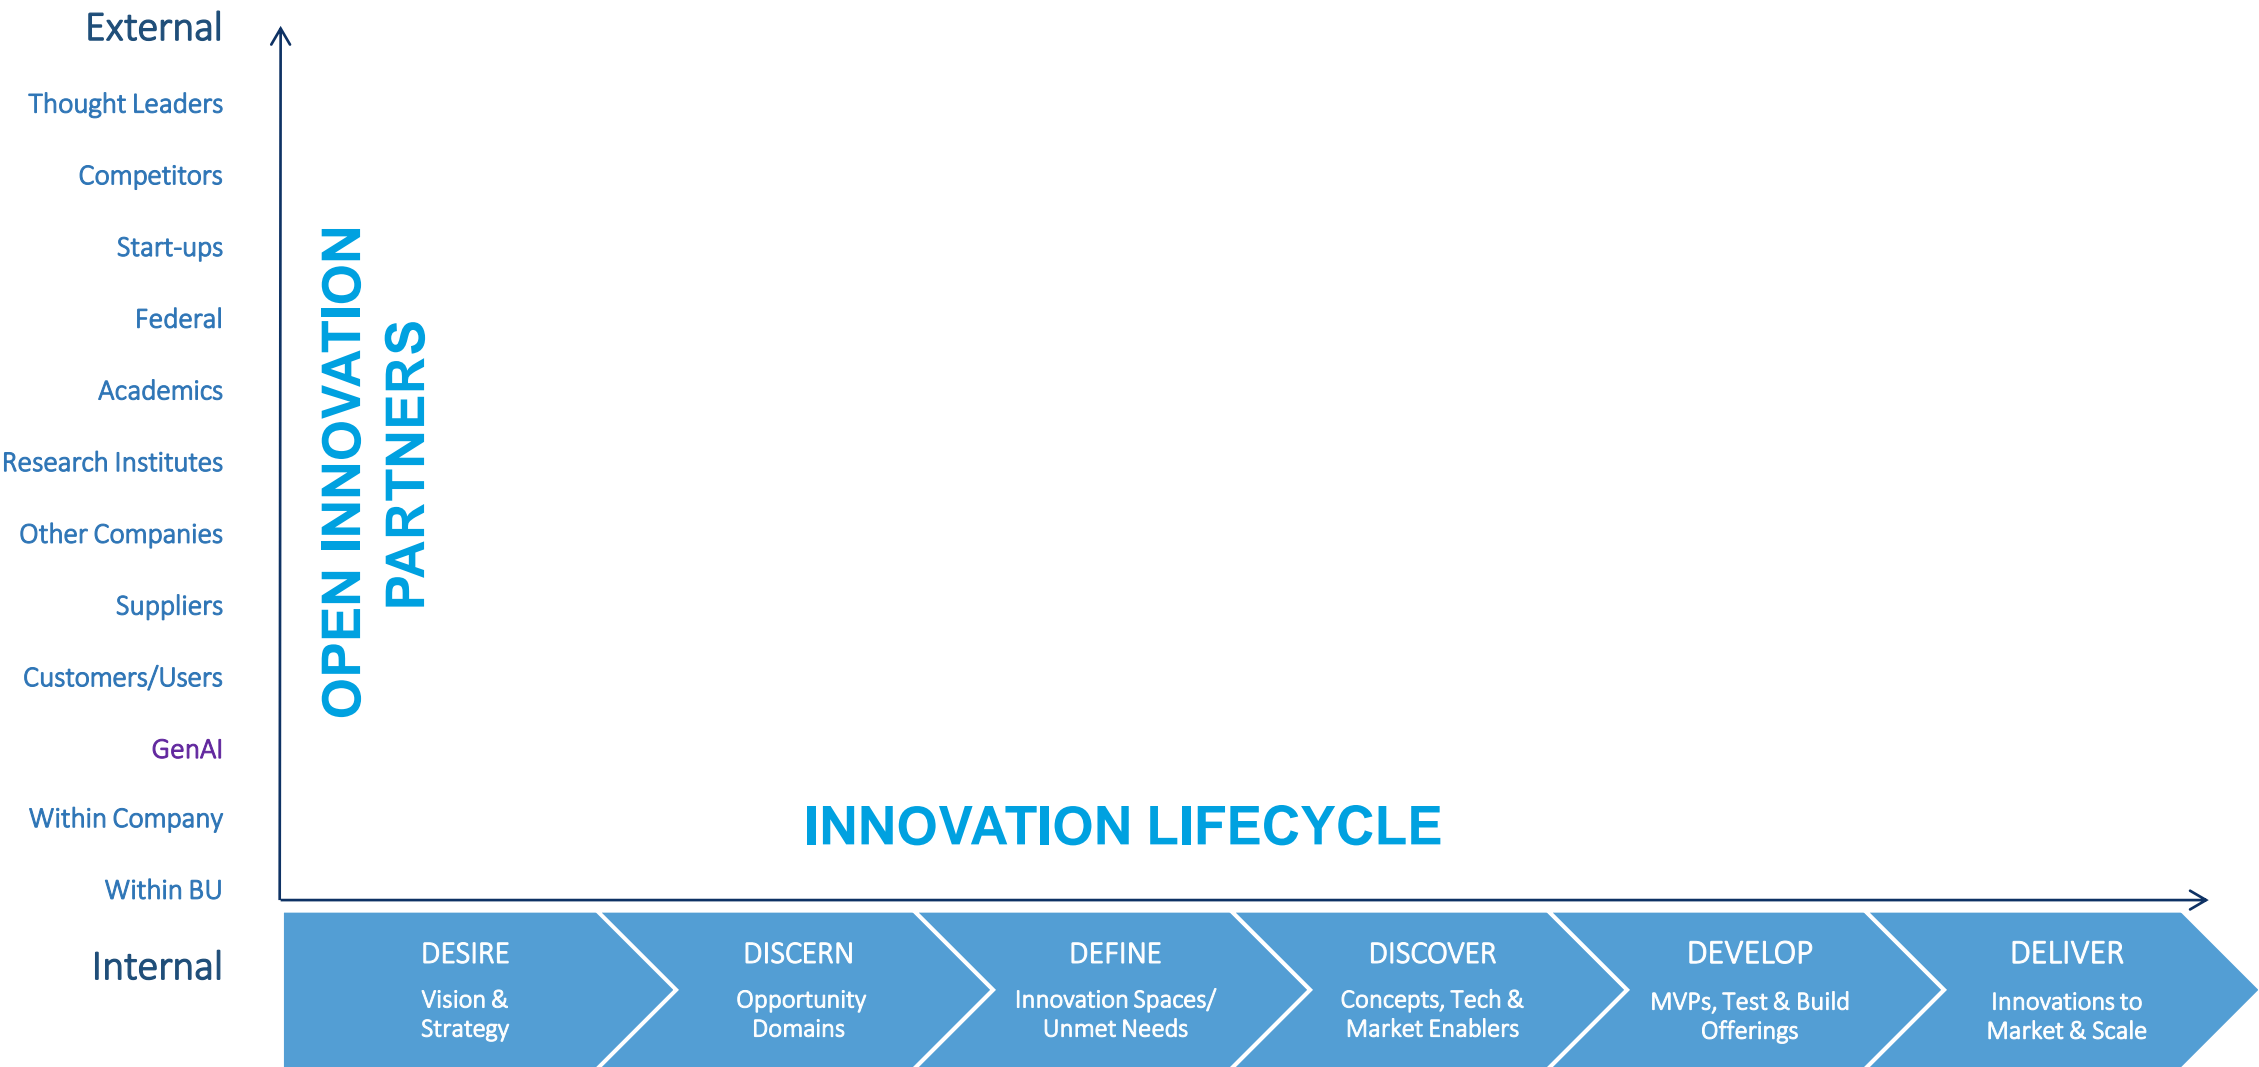 External
Thought Leaders
Competitors
Start-ups
Federal
Academics
Research Institutes
Other Companies
Suppliers
Customers/Users
GenAI
Within Company
Within BU
Internal
OPEN INNOVATION
PARTNERS
INNOVATION LIFECYCLE
DESIRE
Vision &
Strategy
DISCERN
Opportunity
Domains
DEFINE
Innovation Spaces/
Unmet Needs
DISCOVER
Concepts, Tech &
Market Enablers
DEVELOP
MVPs, Test & Build
Offerings
DELIVER
Innovations to
Market & Scale